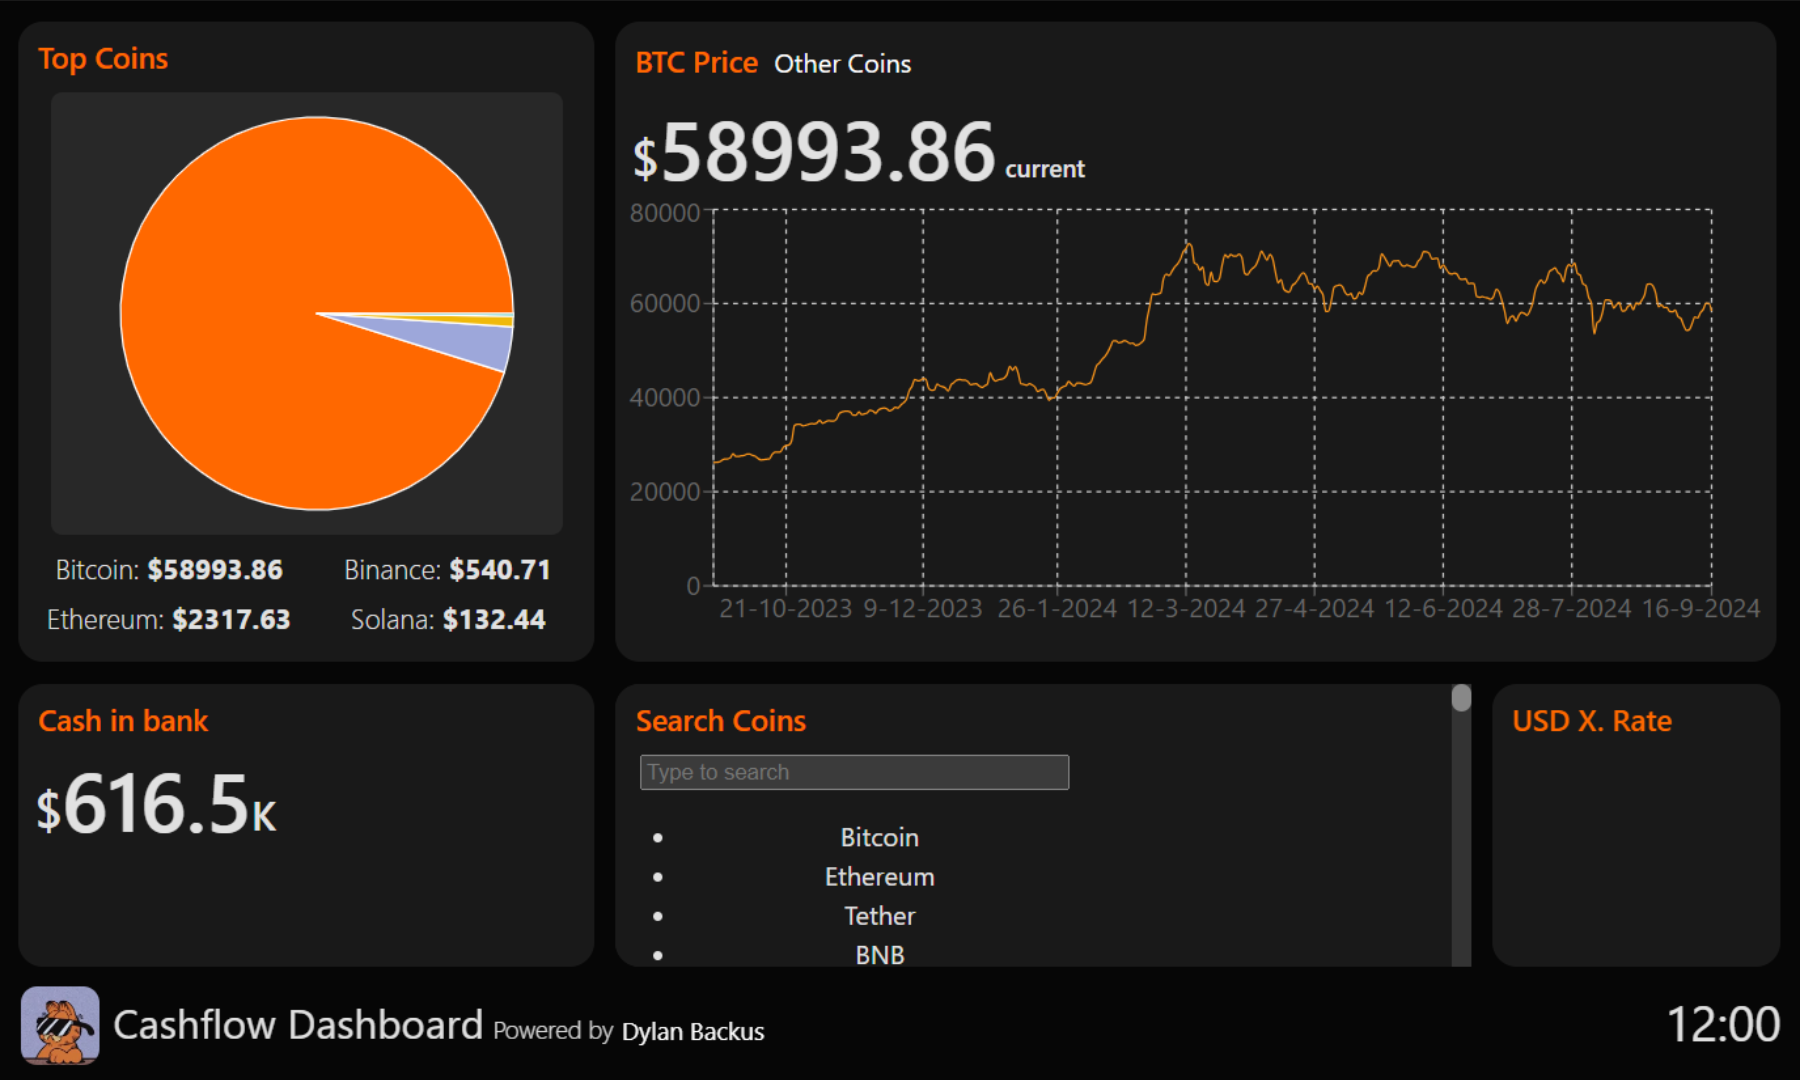 Top Coins
Bitcoin: $58993.86 Binance: $540.71
Ethereum: $2317.63 Solana: $132.44
BTC Price Other Coins
$58993.86 current
80000
60000
40000
20000
0
21-10-2023 9-12-2023 26-1-2024 12-3-2024 27-4-2024 12-6-2024 28-7-2024 16-9-2024
Cash in bank
$616.5K
Search Coins
Type to search
Bitcoin
Ethereum
Tether
BNB
USD X. Rate
Cashflow Dashboard Powered by Dylan Backus
12:00